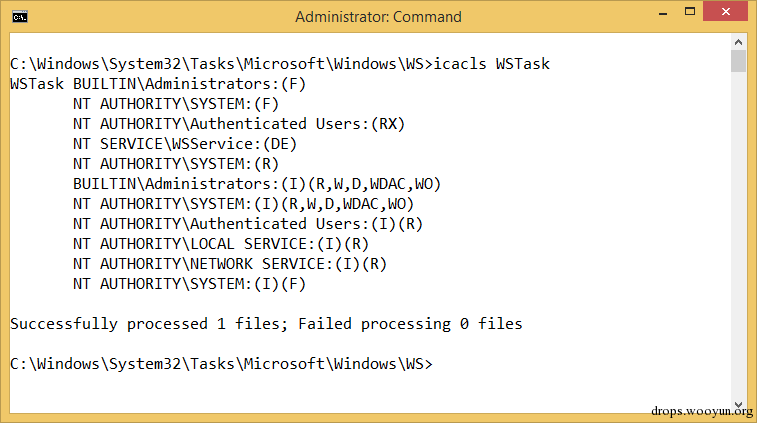 Administrator: Command
C:\Windows\System32\Tasks\Microsoft\Windows\WS>icacls WSTask
WSTask BUILTIN\Administrators:(F)
NT AUTHORITY\SYSTEM:(F)
NT AUTHORITY\Authenticated Users:(RX)
NT SERVICE\WSService:(DE)
NT AUTHORITY\SYSTEM:(R)
BUILTIN\Administrators:(I)(R,W,D,WDAC,WO)
NT AUTHORITY\SYSTEM:(I)(R,W,D,WDAC,WO)
NT AUTHORITY\Authenticated Users:(I)(R)
NT AUTHORITY\LOCAL SERVICE:(I)(R)
NT AUTHORITY\NETWORK SERVICE:(I)(R)
NT AUTHORITY\SYSTEM:(I)(F)
Successfully processed 1 files; Failed processing 0 files
C:\Windows\System32\Tasks\Microsoft\Windows\WS>
drops.wooyun.org